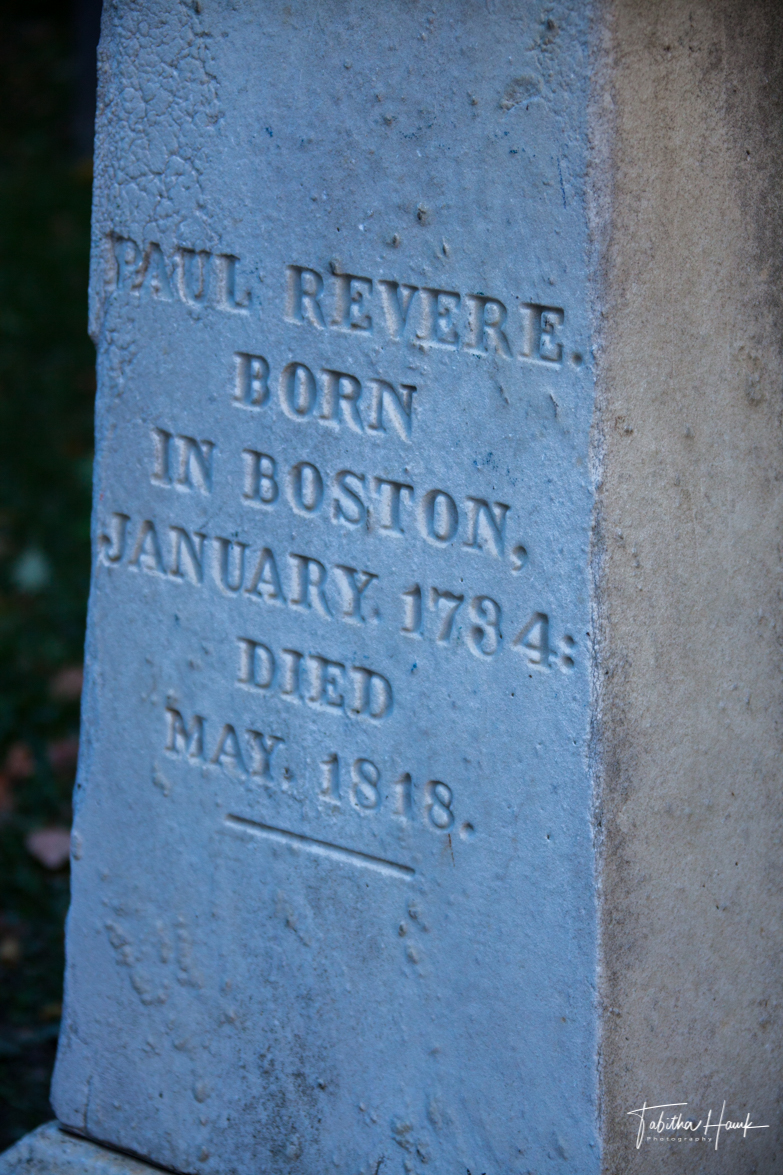 PAUL REVERE.
BORN
IN BOSTON,
JANUARY. 1734:
DIED
MAY. 1818.
Tabitha Hawk
Photography